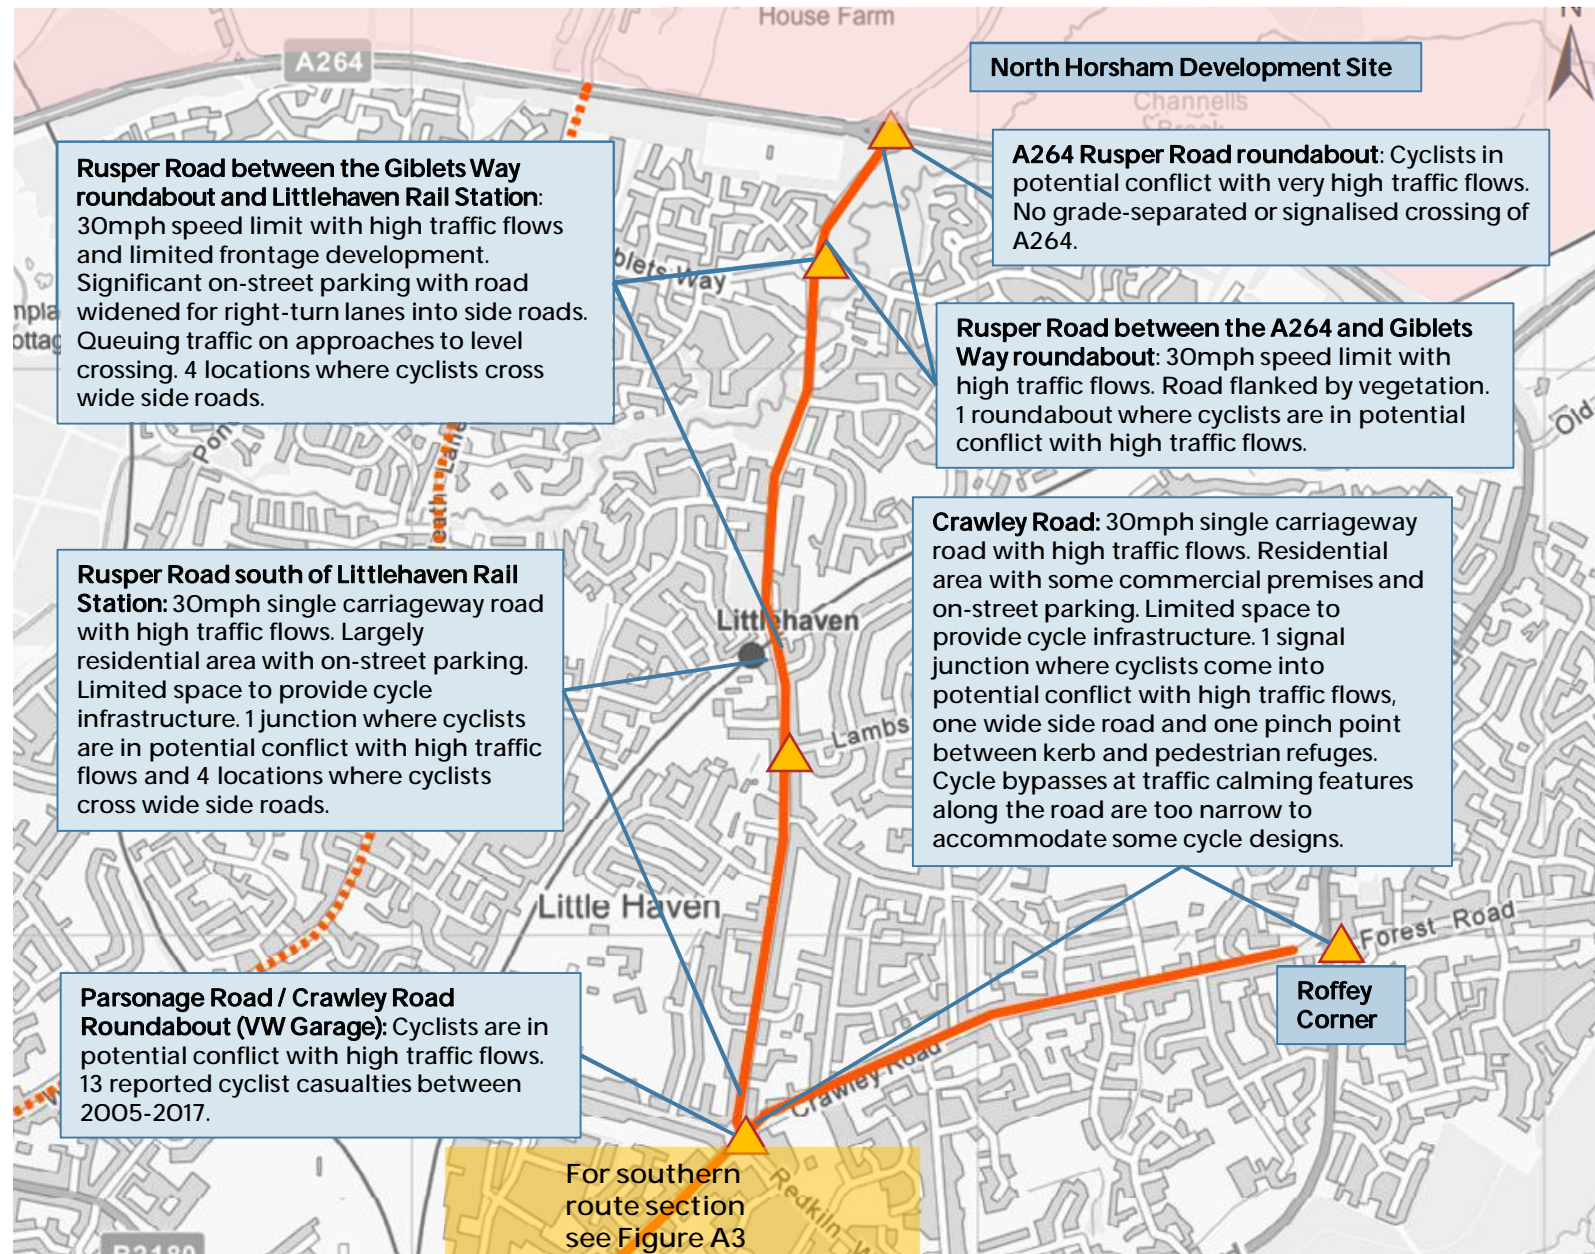 House Farm
N
A264
North Horsham Development Site
Channells
Brook
Rusper Road between the Giblets Way
roundabout and Littlehaven Rail Station:
30mph speed limit with high traffic flows
and limited frontage development.
Significant on-street parking with road
widened for right-turn lanes into side roads.
Queuing traffic on approaches to level
crossing. 4 locations where cyclists cross
wide side roads.
A264 Rusper Road roundabout: Cyclists in
potential conflict with very high traffic flows.
No grade-separated or signalised crossing of
A264.
blets Way
mpla
ottag
Rusper Road between the A264 and Giblets
Way roundabout: 30mph speed limit with
high traffic flows. Road flanked by vegetation.
1 roundabout where cyclists are in potential
conflict with high traffic flows.
Old
Pon
eath Lane
Crawley Road: 30mph single carriageway
road with high traffic flows. Residential
area with some commercial premises and
on-street parking. Limited space to
provide cycle infrastructure. 1 signal
junction where cyclists come into
potential conflict with high traffic flows,
one wide side road and one pinch point
between kerb and pedestrian refuges.
Cycle bypasses at traffic calming features
along the road are too narrow to
accommodate some cycle designs.
Rusper Road south of Littlehaven Rail
Station: 30mph single carriageway road
with high traffic flows. Largely
residential area with on-street parking.
Limited space to provide cycle
infrastructure. 1 junction where cyclists
are in potential conflict with high traffic
flows and 4 locations where cyclists
cross wide side roads.
Littlehaven
Lambs
Little Haven
Forest Road
Roffey
Corner
Parsonage Road / Crawley Road
Roundabout (VW Garage): Cyclists are in
potential conflict with high traffic flows.
13 reported cyclist casualties between
2005-2017.
Crawley Road
For southern
route section
see Figure A3
Redkiln W
B2180